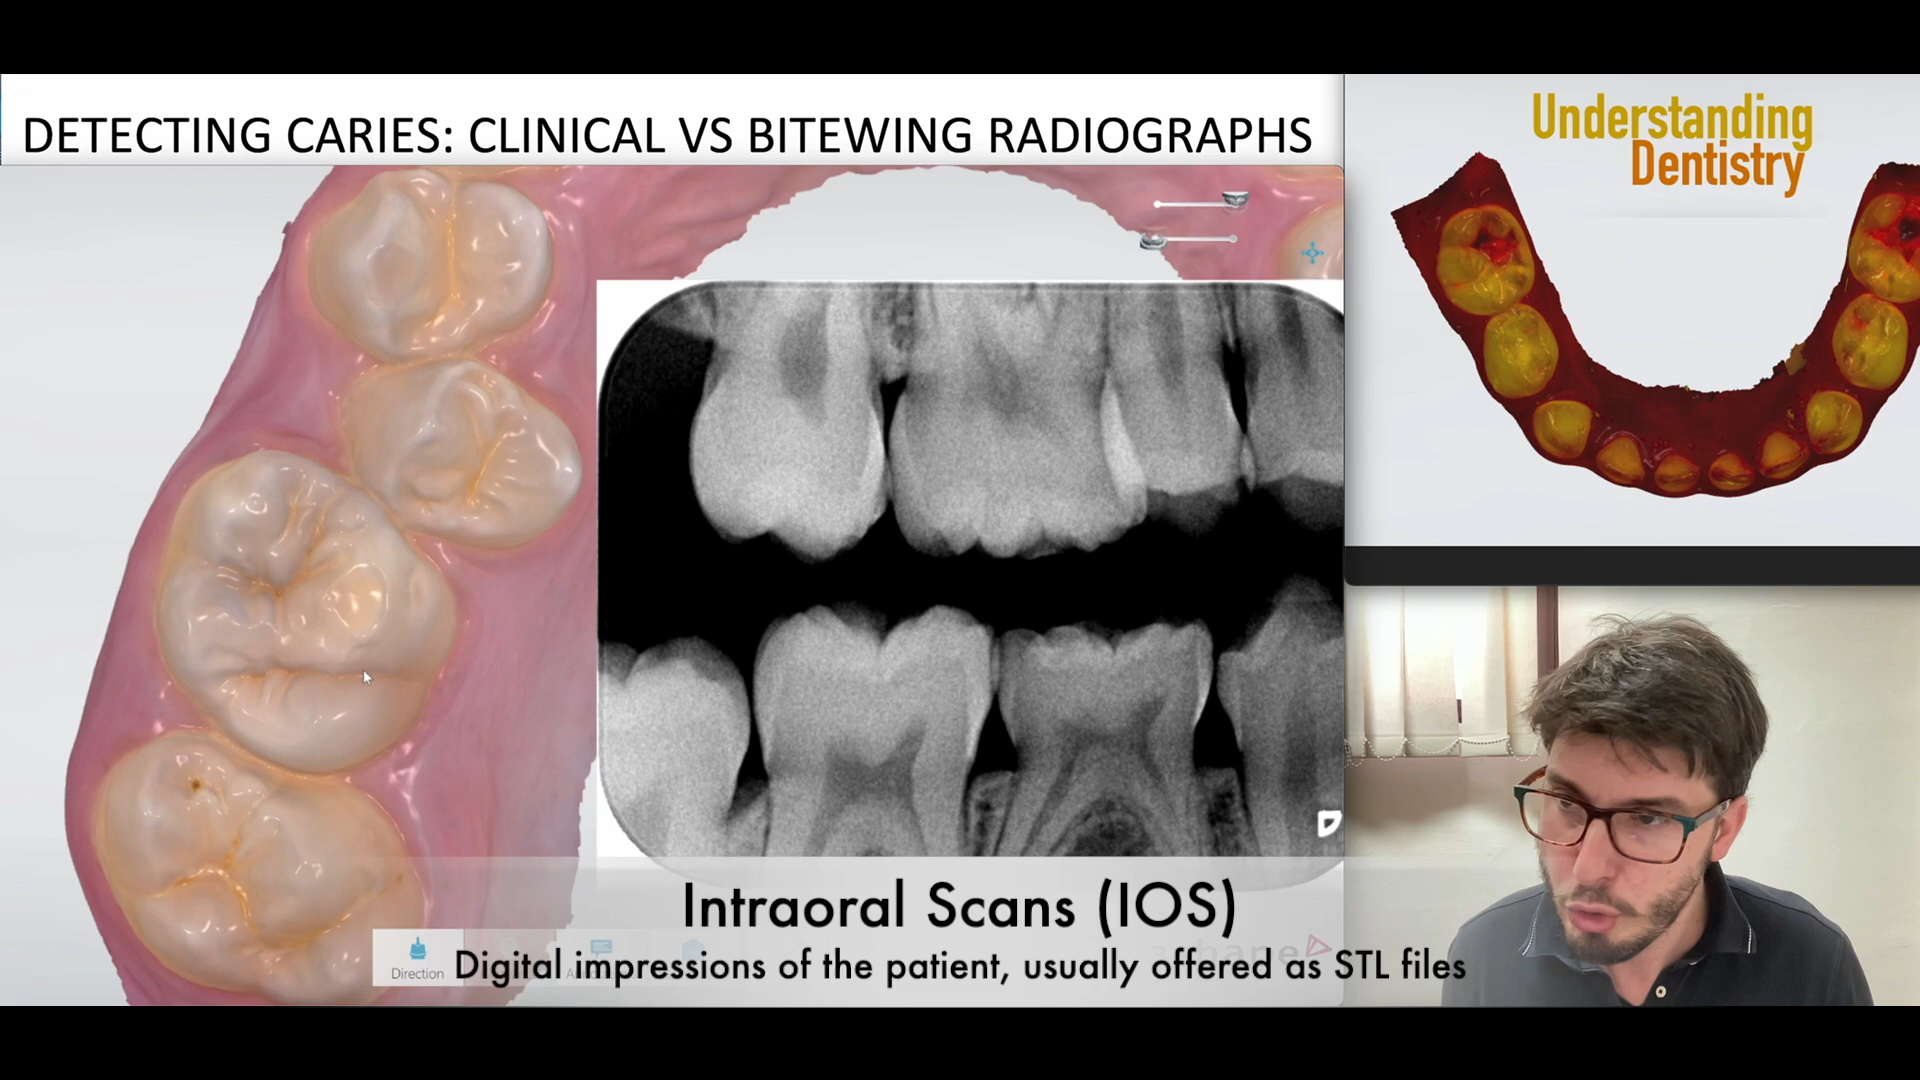 DETECTING CARIES: CLINICAL VS BITEWING RADIOGRAPHS
Understanding
Dentistry
Intraoral Scans (IOS)
Direction
Digital impressions of the patient, usually offered as STL files